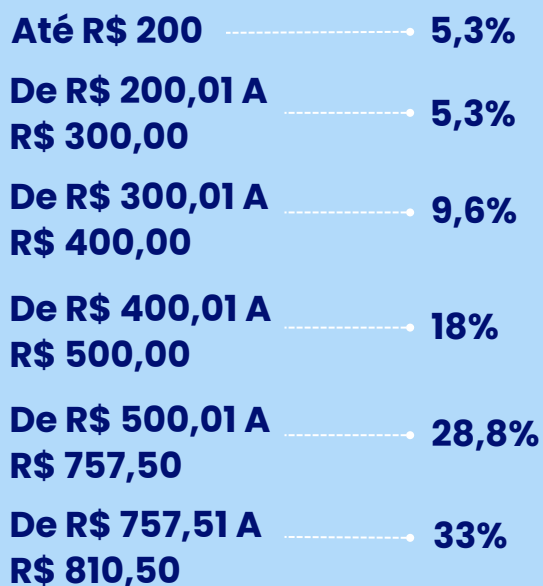 Até R$ 200 5,3%
De R$ 200,01 A
R$ 300,00
5,3%
De R$ 300,01 A
R$ 400,00
9,6%
De R$ 400,01 A
R$ 500,00
18%
De R$ 500,01 A
R$ 757,50
28,8%
De R$ 757,51 A
R$ 810,50
33%